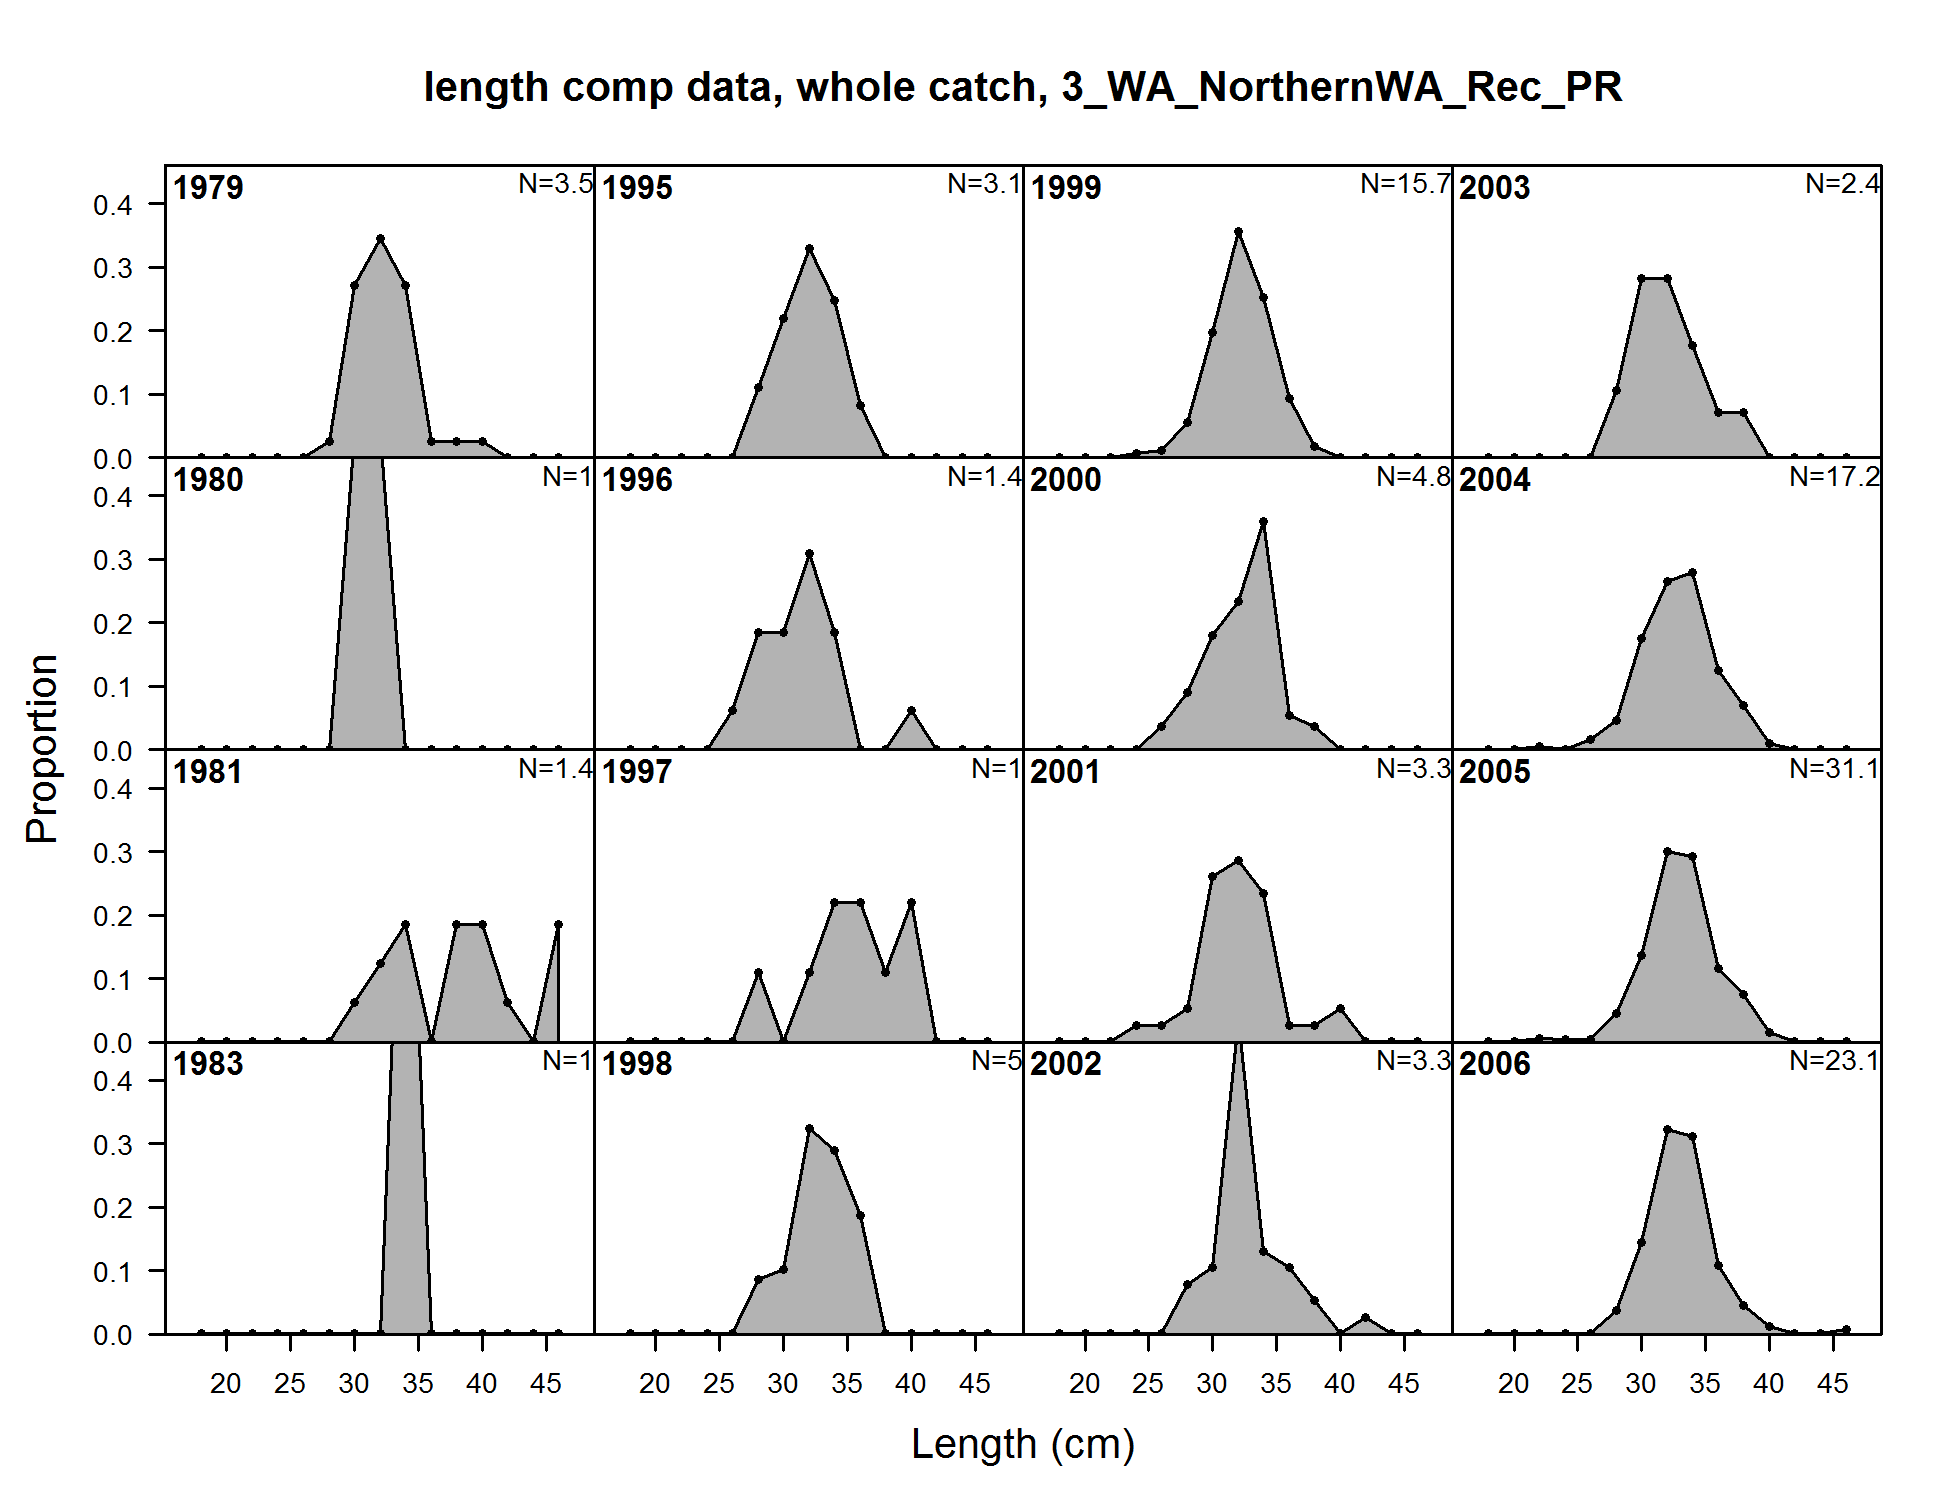 length comp data, whole catch, 3_WA_NorthernWA_Rec_PR
1979 N=3.5 1995 N=3.1 1999 N=15.7 2003 N=2.4
0.4
0.3
0.2
0.1
0.0
1980 N=1 1996 N=1.4 2000 N=4.8 2004 N=17.2
0.4
0.3
0.2
0.1
0.0
1981 N=1.4 1997 N=1 2001 N=3.3 2005 N=31.1
0.4
0.3
0.2
0.1
0.0
1983 N=1 1998 N=5 2002 N=3.3 2006 N=23.1
0.4
0.3
0.2
0.1
0.0
Proportion
20 25 30 35 40 45 20 25 30 35 40 45 20 25 30 35 40 45 20 25 30 35 40 45
Length (cm)